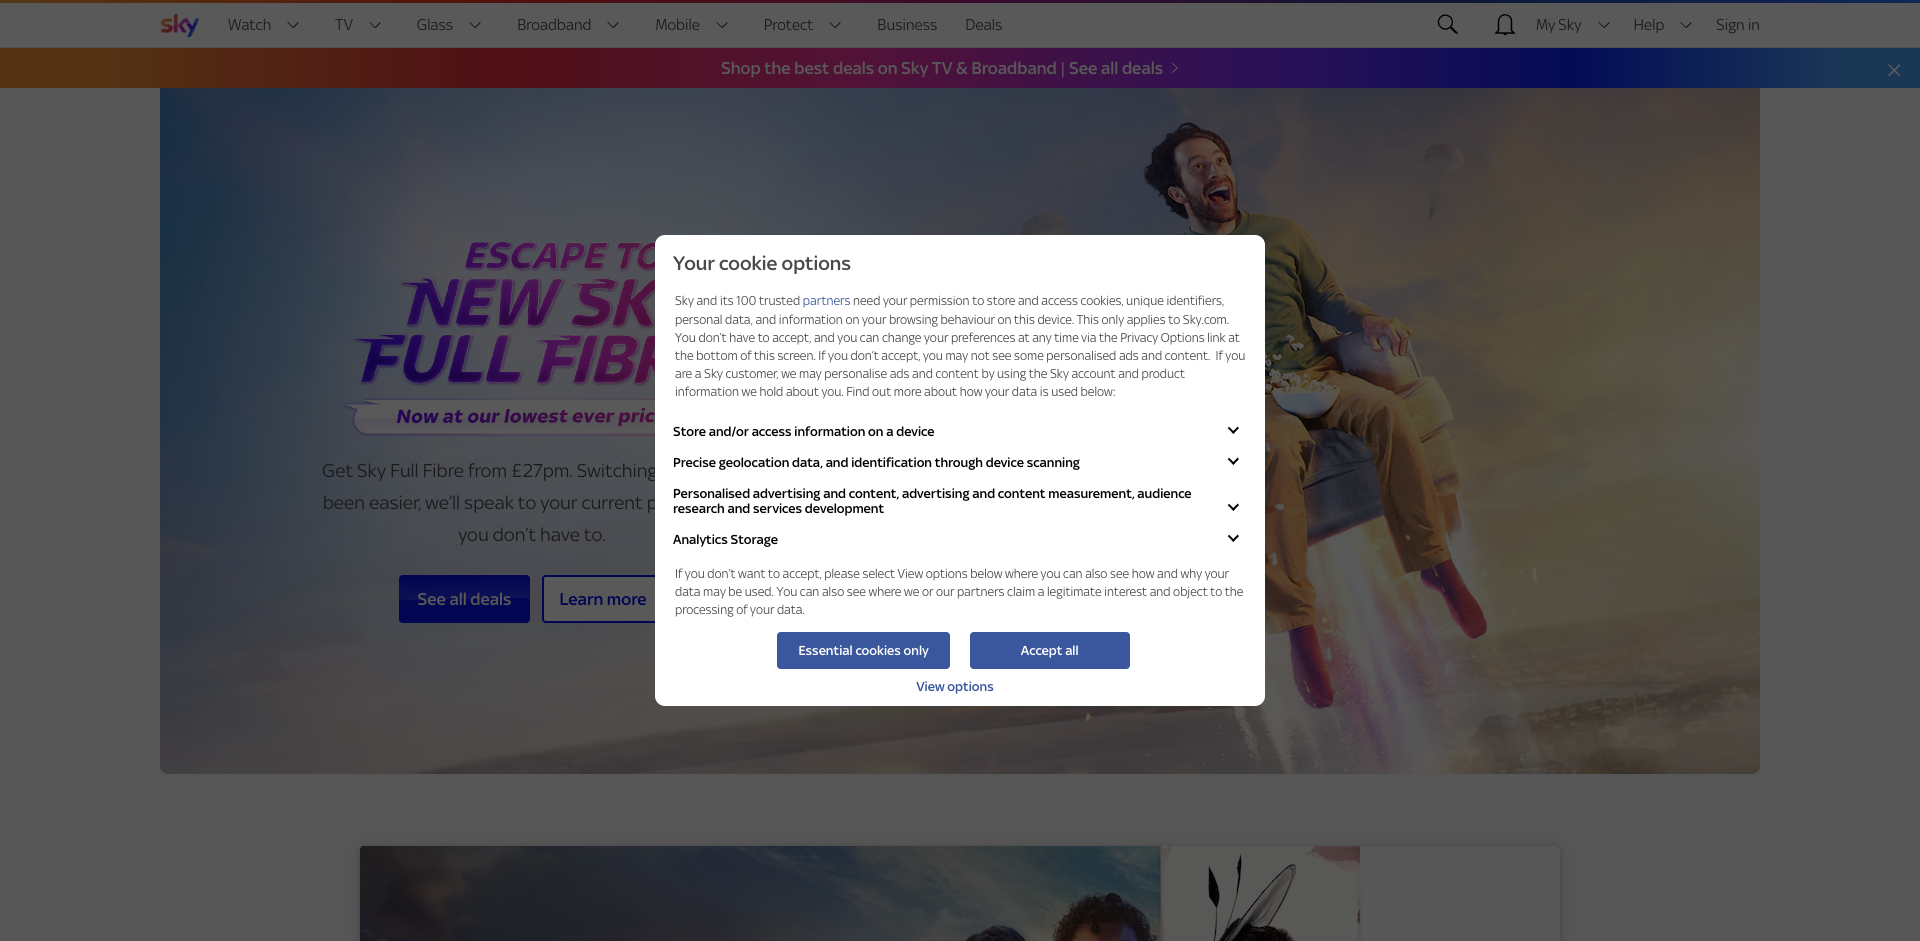 sky
Watch
TV
Glass
Broadband
Mobile
Protect
Business
Deals
My Sky
Help
Sign in
Shop the best deals on Sky TV & Broadband | See all deals
ESCAPE TO
NEW SK
FULL FIBR
Now at our lowest ever pric
Get Sky Full Fibre from £27pm. Switching
been easier, we'll speak to your current p
you don't have to.
See all deals
Learn more
Your cookie options
Sky and its 100 trusted partners need your permission to store and access cookies, unique identifiers,
personal data, and information on your browsing behaviour on this device. This only applies to Sky.com.
You don't have to accept, and you can change your preferences at any time via the Privacy Options link at
the bottom of this screen. If you don't accept, you may not see some personalised ads and content. If you
are a Sky customer, we may personalise ads and content by using the Sky account and product
information we hold about you. Find out more about how your data is used below:
Store and/or access information on a device
Precise geolocation data, and identification through device scanning
Personalised advertising and content, advertising and content measurement, audience
research and services development
Analytics Storage
If you don't want to accept, please select View options below where you can also see how and why your
data may be used. You can also see where we or our partners claim a legitimate interest and object to the
processing of your data.
Essential cookies only
Accept all
View options